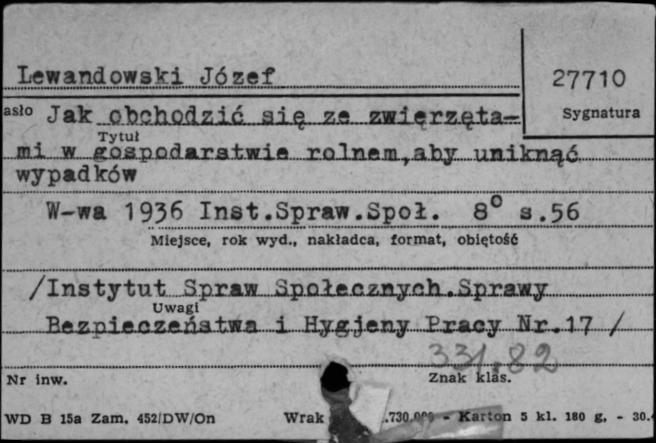 Lewandowski Józef
27710
Sygnatura
asło Jak obchodzić się ze zwięrzęta-
Tytuł
mi w gospodarstwie rolnem,aby uniknąć
wypadków
W-wa 1936 Inst.Spraw.Społ. 8° s.56
Miejsce, rok wyd., nakładca, format, objętość
/Instytut Spraw Społecznych.Sprawy
Uwagi
Bezpieczeństwa i Hygjeny Pracy Nr.17 /
331.82
Nr inw.
Znak klas.
WD B 15a Zam. 452/DW/On Wrak .730.000 - Karton 5 kl. 180 g. - 30.